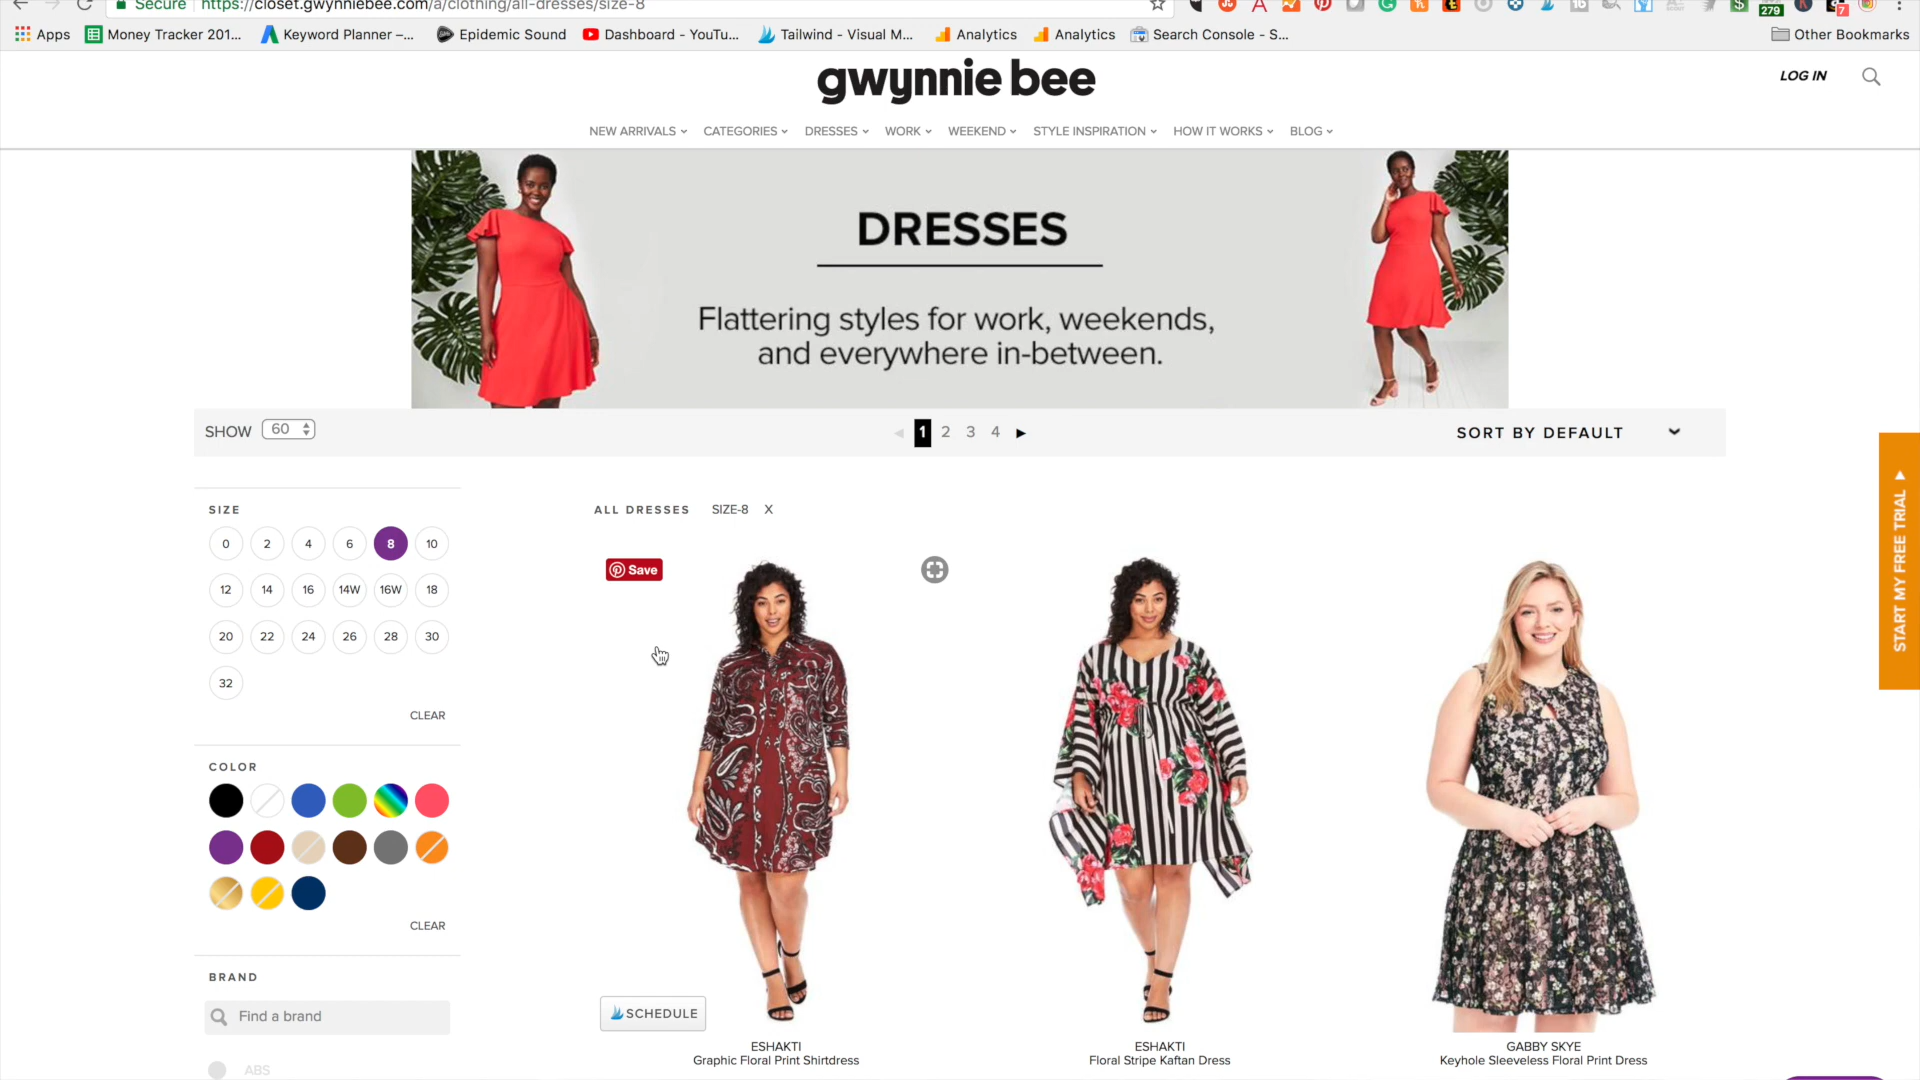 Secure https://closet.gwynniebee.com/a/clothing/all-dresses/size-8
279 7
Apps Money Tracker 201... Keyword Planner –... Epidemic Sound Dashboard - YouTu... Tailwind - Visual M... Analytics Analytics Search Console - S... Other Bookmarks
gwynnie bee
LOG IN
NEW ARRIVALS CATEGORIES DRESSES WORK WEEKEND STYLE INSPIRATION HOW IT WORKS BLOG
DRESSES
Flattering styles for work, weekends,
and everywhere in-between.
SHOW 60 1 2 3 4 SORT BY DEFAULT
START MY FREE TRIAL
SIZE
0 2 4 6 8 10
12 14 16 14W 16W 18
20 22 24 26 28 30
32
CLEAR
COLOR
CLEAR
BRAND
Find a brand
ABS
ALL DRESSES SIZE-8 X
Save
SCHEDULE
ESHAKTI
Graphic Floral Print Shirtdress
ESHAKTI
Floral Stripe Kaftan Dress
GABBY SKYE
Keyhole Sleeveless Floral Print Dress